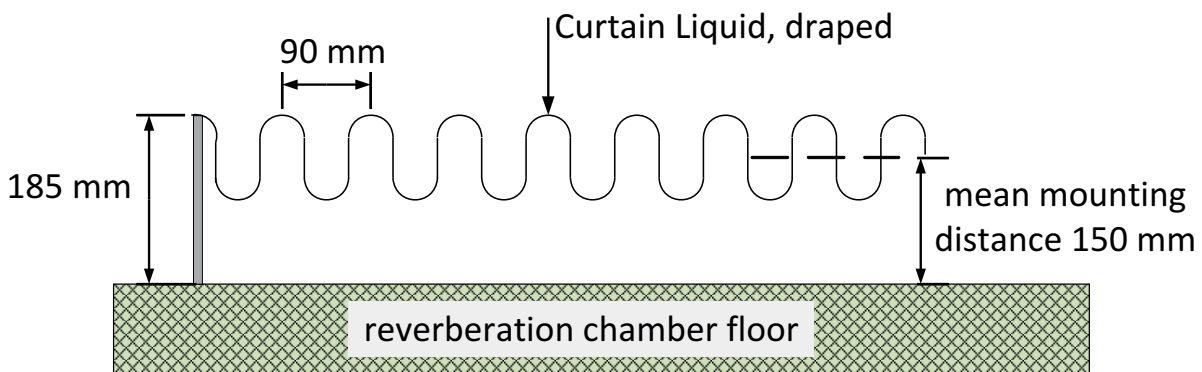 Curtain Liquid, draped
90 mm
185 mm
mean mounting
distance 150 mm
reverberation chamber floor